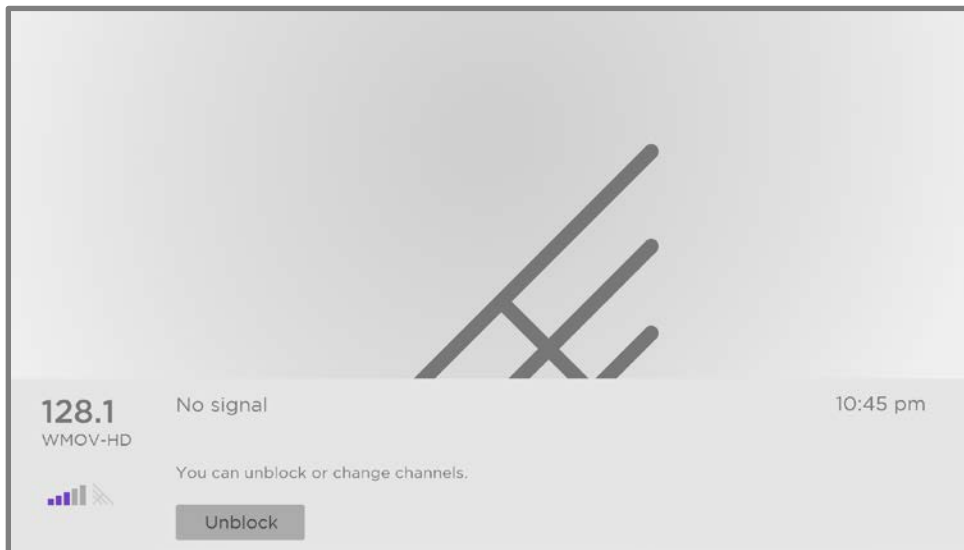 128.1
WMOV-HD
No signal
10:45 pm
You can unblock or change channels.
Unblock